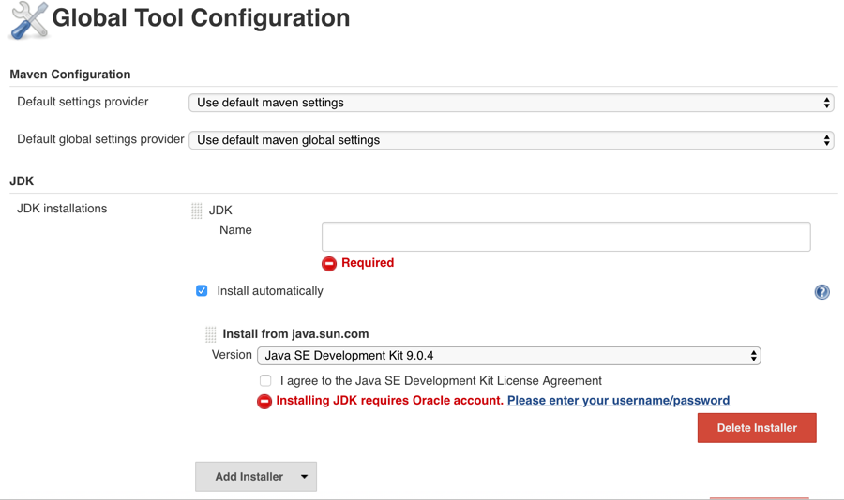 Global Tool Configuration
Maven Configuration
Default settings provider Use default maven settings
Default global settings provider Use default maven global settings
JDK
JDK installations JDK
Name
Required
Install automatically
?
Install from java.sun.com
Version Java SE Development Kit 9.0.4
I agree to the Java SE Development Kit License Agreement
Installing JDK requires Oracle account. Please enter your username/password
Delete Installer
Add Installer